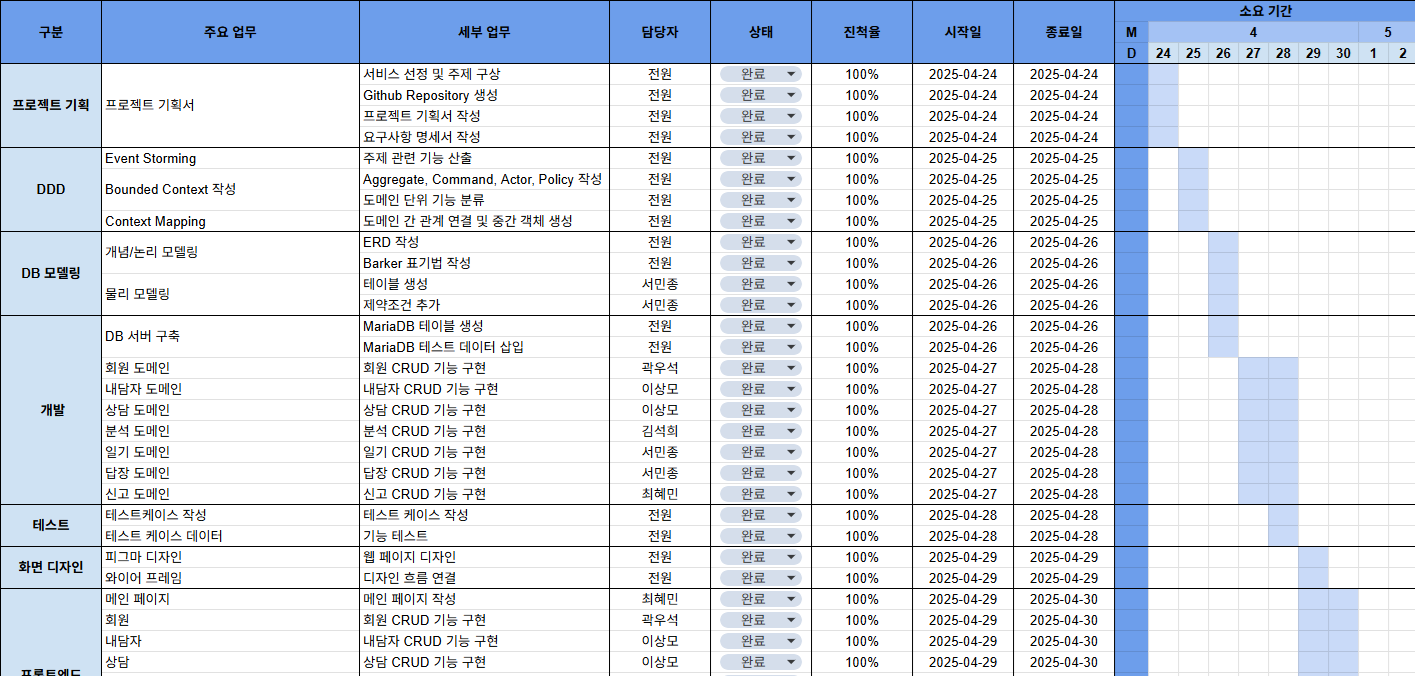 구분 주요 업무 세부 업무 담당자 상태 진척율 시작일 종료일 소요 기간
M 4 5
D 24 25 26 27 28 29 30 1 2
프로젝트 기획 프로젝트 기획서 서비스 선정 및 주제 구상 전원 완료 100% 2025-04-24 2025-04-24
Github Repository 생성 전원 완료 100% 2025-04-24 2025-04-24
프로젝트 기획서 작성 전원 완료 100% 2025-04-24 2025-04-24
요구사항 명세서 작성 전원 완료 100% 2025-04-24 2025-04-24
DDD Event Storming 주제 관련 기능 산출 전원 완료 100% 2025-04-25 2025-04-25
Bounded Context 작성 Aggregate, Command, Actor, Policy 작성 전원 완료 100% 2025-04-25 2025-04-25
도메인 단위 기능 분류 전원 완료 100% 2025-04-25 2025-04-25
Context Mapping 도메인 간 관계 연결 및 중간 객체 생성 전원 완료 100% 2025-04-25 2025-04-25
DB 모델링 개념/논리 모델링 ERD 작성 전원 완료 100% 2025-04-26 2025-04-26
Barker 표기법 작성 전원 완료 100% 2025-04-26 2025-04-26
물리 모델링 테이블 생성 서민종 완료 100% 2025-04-26 2025-04-26
제약조건 추가 서민종 완료 100% 2025-04-26 2025-04-26
개발 DB 서버 구축 MariaDB 테이블 생성 전원 완료 100% 2025-04-26 2025-04-26
MariaDB 테스트 데이터 삽입 전원 완료 100% 2025-04-26 2025-04-26
회원 도메인 회원 CRUD 기능 구현 곽우석 완료 100% 2025-04-27 2025-04-28
내담자 도메인 내담자 CRUD 기능 구현 이상모 완료 100% 2025-04-27 2025-04-28
상담 도메인 상담 CRUD 기능 구현 이상모 완료 100% 2025-04-27 2025-04-28
분석 도메인 분석 CRUD 기능 구현 김석희 완료 100% 2025-04-27 2025-04-28
일기 도메인 일기 CRUD 기능 구현 서민종 완료 100% 2025-04-27 2025-04-28
답장 도메인 답장 CRUD 기능 구현 서민종 완료 100% 2025-04-27 2025-04-28
신고 도메인 신고 CRUD 기능 구현 최혜민 완료 100% 2025-04-27 2025-04-28
테스트 테스트케이스 작성 테스트 케이스 작성 전원 완료 100% 2025-04-28 2025-04-28
테스트 케이스 데이터 기능 테스트 전원 완료 100% 2025-04-28 2025-04-28
화면 디자인 피그마 디자인 웹 페이지 디자인 전원 완료 100% 2025-04-29 2025-04-29
와이어 프레임 디자인 흐름 연결 전원 완료 100% 2025-04-29 2025-04-29
메인 페이지 메인 페이지 작성 최혜민 완료 100% 2025-04-29 2025-04-30
회원 회원 CRUD 기능 구현 곽우석 완료 100% 2025-04-29 2025-04-30
내담자 내담자 CRUD 기능 구현 이상모 완료 100% 2025-04-29 2025-04-30
상담 상담 CRUD 기능 구현 이상모 완료 100% 2025-04-29 2025-04-30